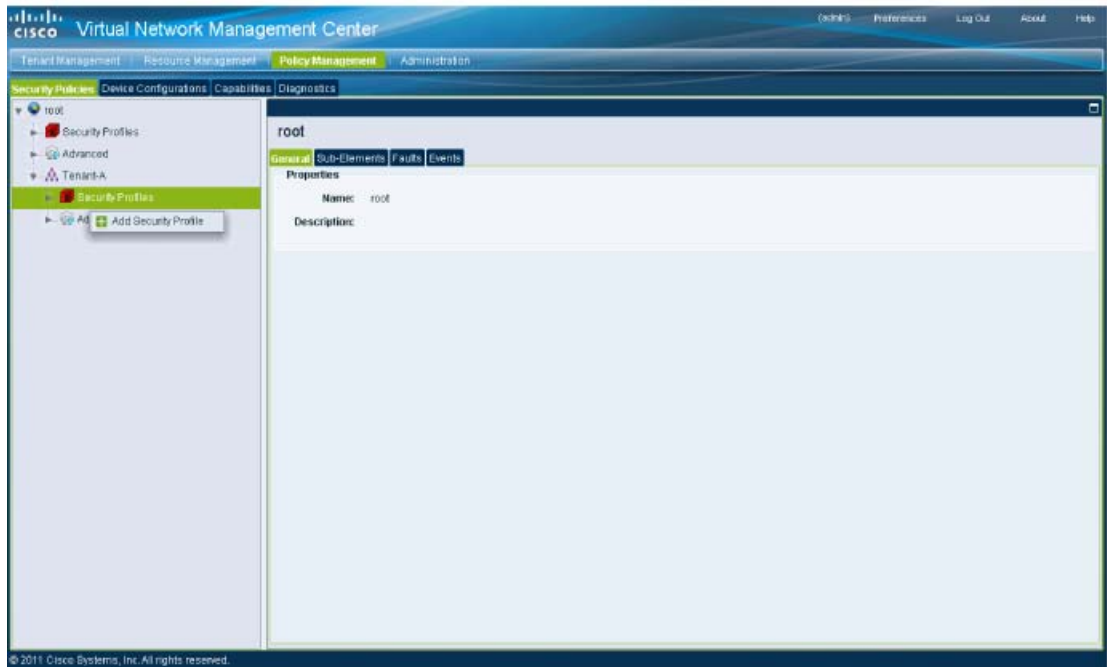 CISCO Virtual Network Management Center
(admin) Preferences Log Out About Help
Tenant Management Resource Management Policy Management Administration
Security Policies Device Configurations Capabilities Diagnostics
root
Security Profiles
Advanced
Tenant-A
Security Profiles
Ad
Add Security Profile
root
General Sub-Elements Faults Events
Properties
Name: root
Description:
© 2011 Cisco Systems, Inc. All rights reserved.